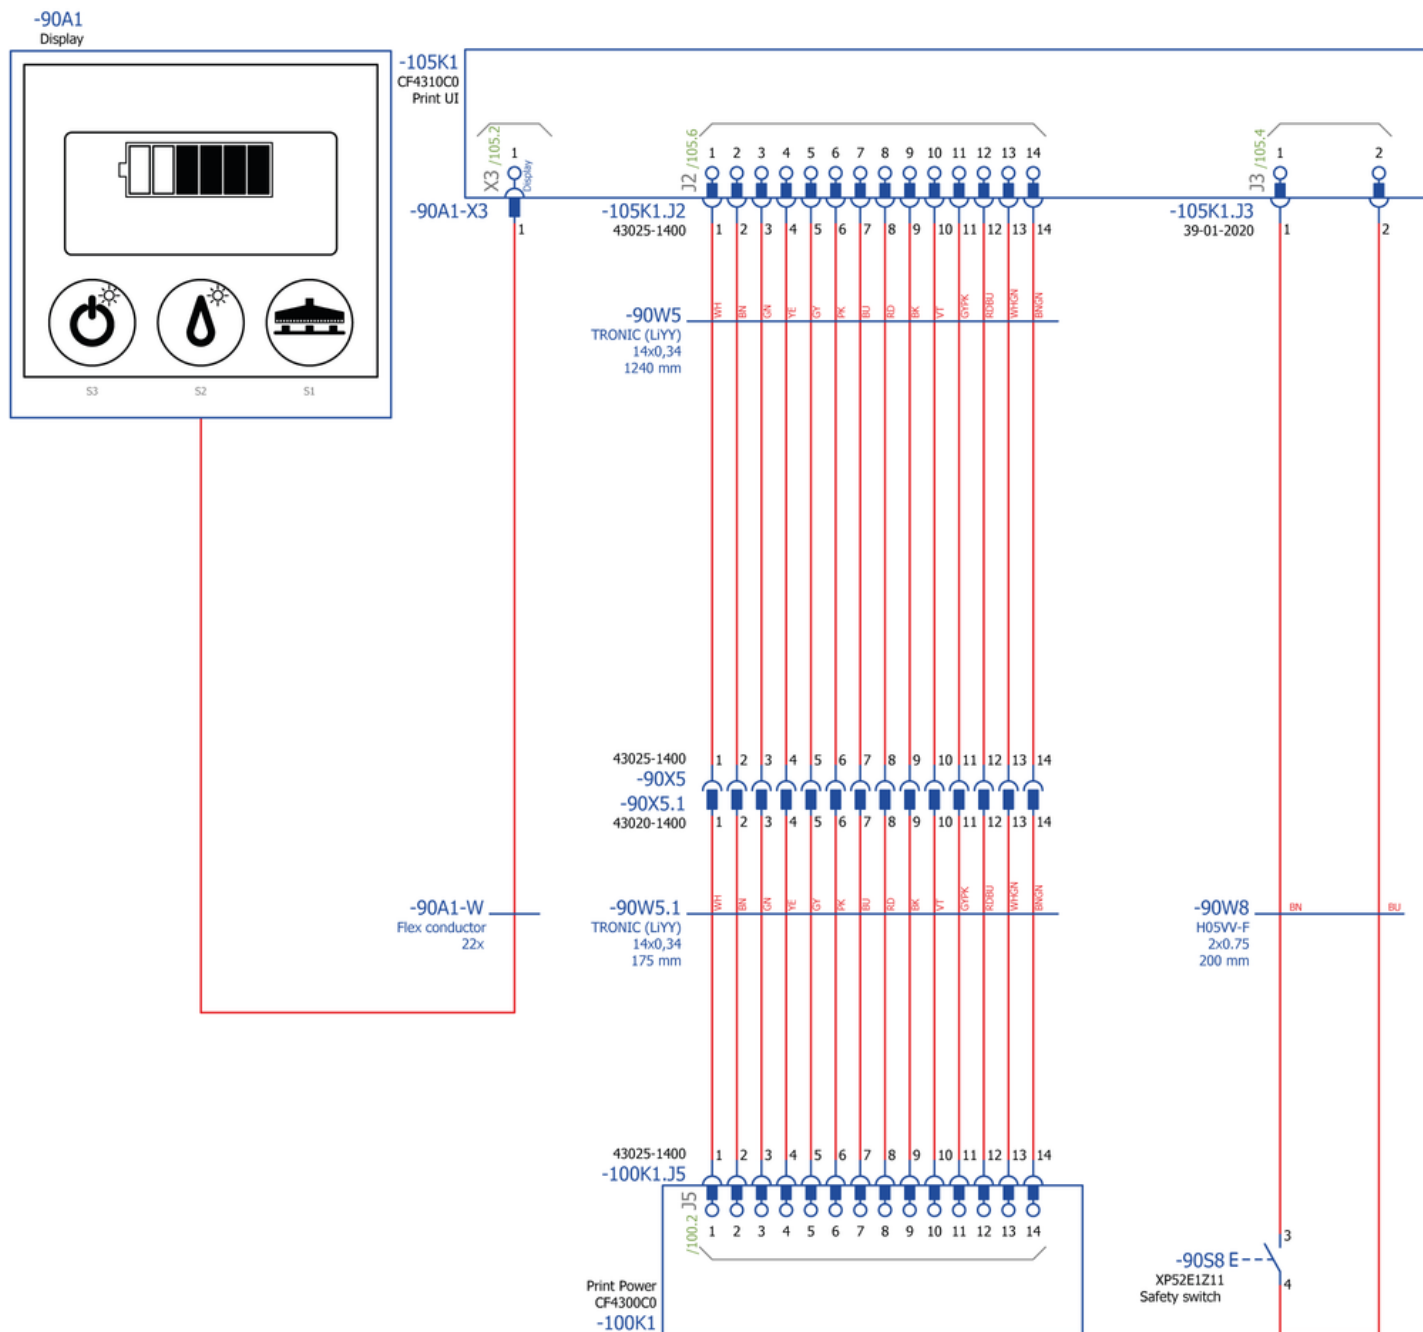 -90A1
Display
S3 S2 S1
-105K1
CF4310C0
Print UI
X3 /105.2
1
Display
-90A1-X3
1
J2 /105.6
1 2 3 4 5 6 7 8 9 10 11 12 13 14
-105K1.J2
43025-1400
1 2 3 4 5 6 7 8 9 10 11 12 13 14
J3 /105.4
1 2
-105K1.J3
39-01-2020
1 2
-90W5
TRONIC (LiYY)
14x0,34
1240 mm
WH BN GN YE GY PK BU RD BK VT GYPK RDBU WHGN BNGN
43025-1400
1 2 3 4 5 6 7 8 9 10 11 12 13 14
-90X5
-90X5.1
43020-1400
1 2 3 4 5 6 7 8 9 10 11 12 13 14
-90A1-W
Flex conductor
22x
-90W5.1
TRONIC (LiYY)
14x0,34
175 mm
WH BN GN YE GY PK BU RD BK VT GYPK RDBU WHGN BNGN
-90W8
H05VV-F
2x0.75
200 mm
BN BU
43025-1400
1 2 3 4 5 6 7 8 9 10 11 12 13 14
-100K1.J5
J5
/100.2
1 2 3 4 5 6 7 8 9 10 11 12 13 14
Print Power
CF4300C0
-100K1
3
-90S8 E
XP52E1Z11
Safety switch
4